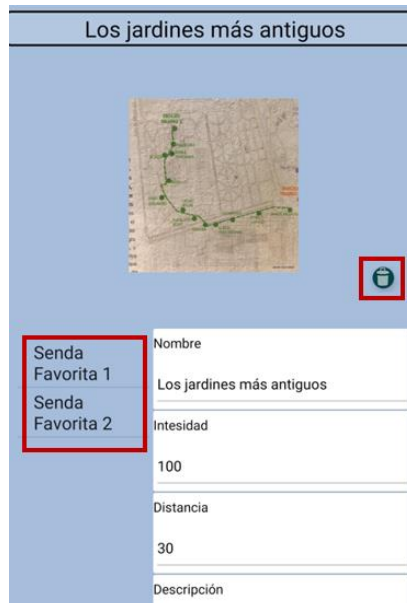 Los jardines más antiguos
Senda
Favorita 1
Senda
Favorita 2
Nombre
Los jardines más antiguos
Intesidad
100
Distancia
30
Descripción